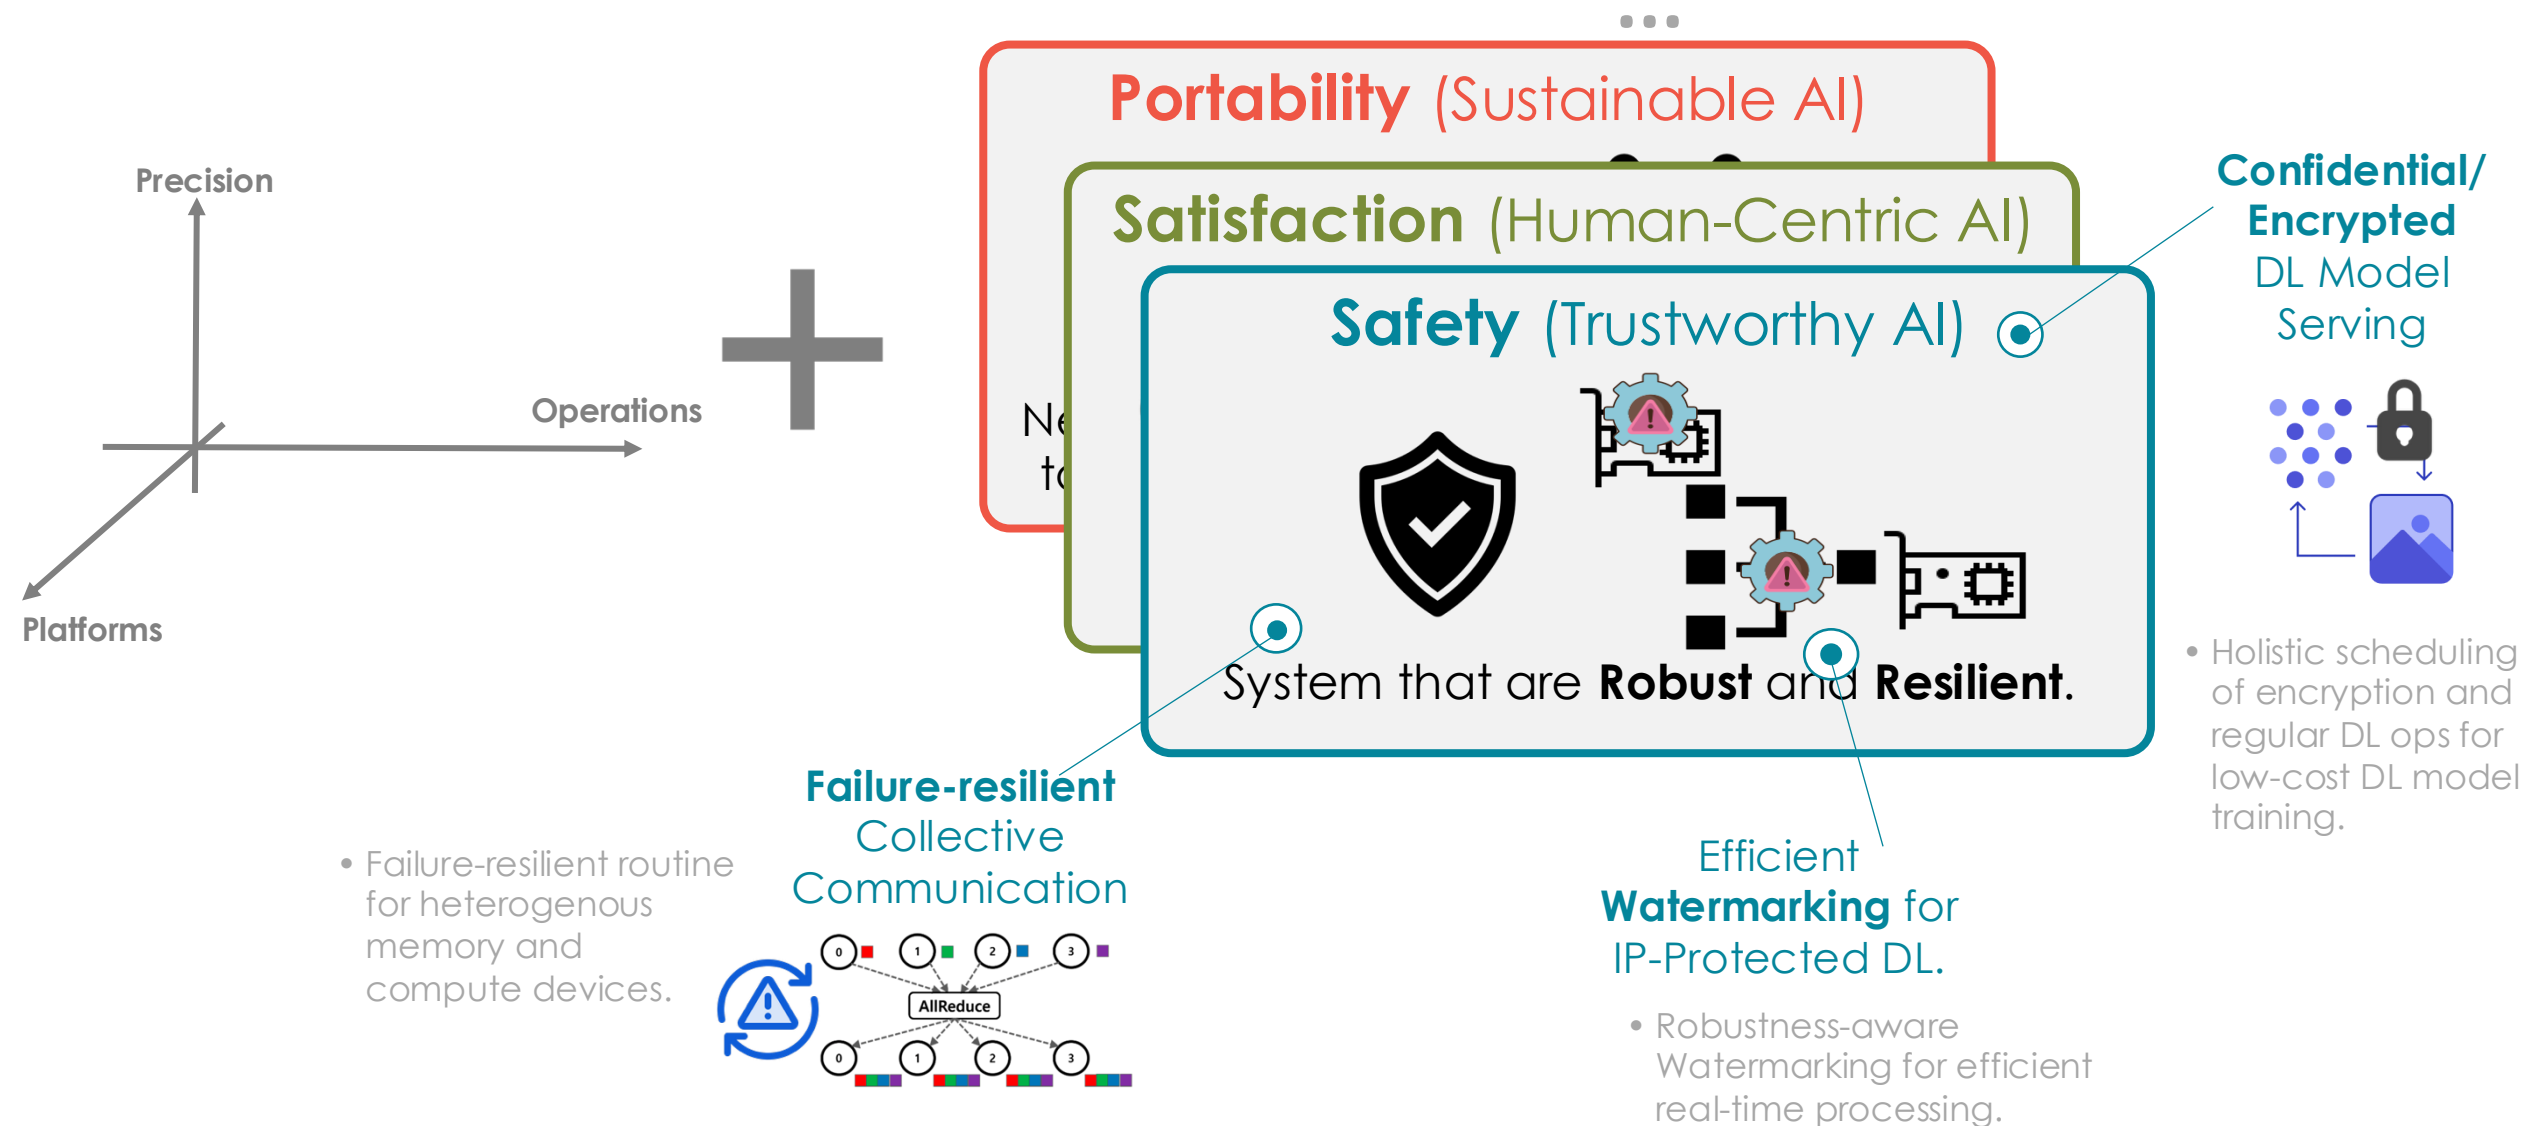 ...
Portability (Sustainable AI)
Satisfaction (Human-Centric AI)
Safety (Trustworthy AI)
System that are Robust and Resilient.
Precision
Operations
Platforms
Confidential/
Encrypted
DL Model
Serving
• Holistic scheduling
of encryption and
regular DL ops for
low-cost DL model
training.
Failure-resilient
Collective
Communication
• Failure-resilient routine
for heterogenous
memory and
compute devices.
0 1 2 3
AllReduce
0 1 2 3
Efficient
Watermarking for
IP-Protected DL.
• Robustness-aware
Watermarking for efficient
real-time processing.